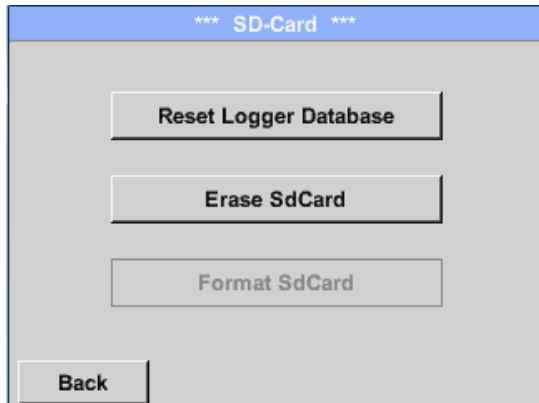 *** SD-Card ***
Reset Logger Database
Erase SdCard
Format SdCard
Back